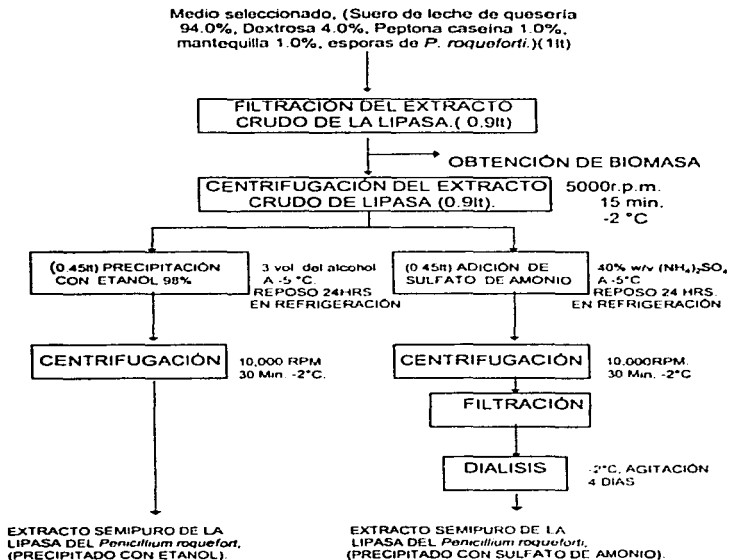 Medio seleccionado, (Suero de leche de quesoría
94.0%, Dextrosa 4.0%, Peptona caseína 1.0%,
mantequilla 1.0%, esporas de P. roqueforti.)(1lt)
FILTRACIÓN DEL EXTRACTO
CRUDO DE LA LIPASA.( 0.9lt)
OBTENCIÓN DE BIOMASA
CENTRIFUGACIÓN DEL EXTRACTO
CRUDO DE LIPASA (0.9lt).
5000r.p.m.
15 min,
-2 °C
(0.45lt) PRECIPITACIÓN
CON ETANOL 98%
3 vol. del alcohol
A -5 °C.
REPOSO 24HRS
EN REFRIGERACIÓN
(0.45lt) ADICIÓN DE
SULFATO DE AMONIO
40% w/v (NH₄)₂SO₄
A -5°C
REPOSO 24 HRS.
EN REFRIGERACIÓN
CENTRIFUGACIÓN
10,000 RPM
30 Min. -2°C.
CENTRIFUGACIÓN
10,000RPM.
30 Min. -2°C
FILTRACIÓN
DIALISIS
-2°C, AGITACIÓN
4 DIAS
EXTRACTO SEMIPURO DE LA
LIPASA DEL Penicillium roquefort,
(PRECIPITADO CON ETANOL).
EXTRACTO SEMIPURO DE LA
LIPASA DEL Penicillium roqueforti,
(PRECIPITADO CON SULFATO DE AMONIO).